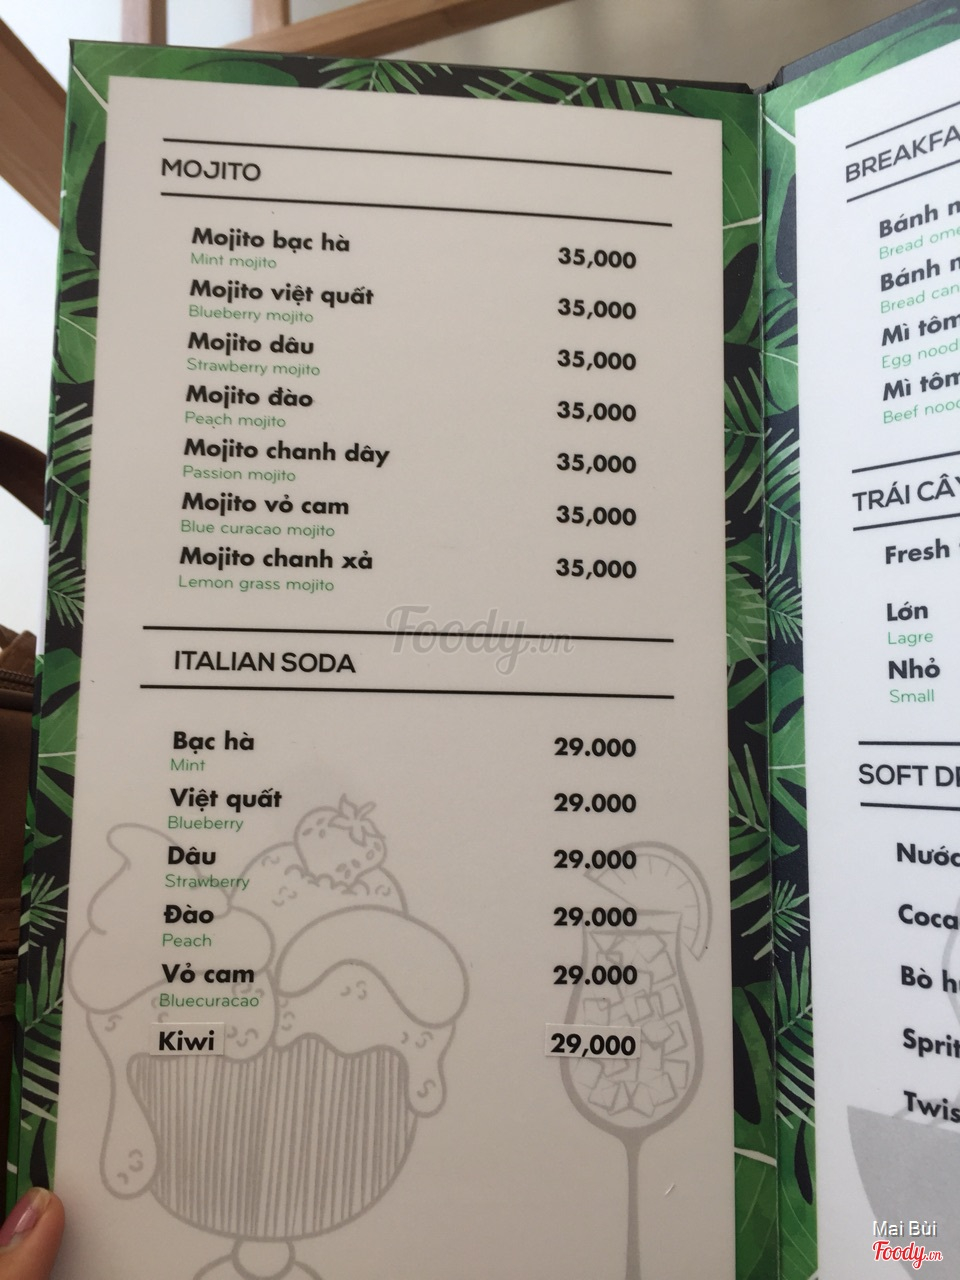 MOJITO
Mojito bạc hà 35,000
Mint mojito
Mojito việt quất 35,000
Blueberry mojito
Mojito dâu 35,000
Strawberry mojito
Mojito đào 35,000
Peach mojito
Mojito chanh dây 35,000
Passion mojito
Mojito vỏ cam 35,000
Blue curacao mojito
Mojito chanh xả 35,000
Lemon grass mojito
Foody.vn
ITALIAN SODA
Bạc hà 29.000
Mint
Việt quất 29.000
Blueberry
Dâu 29.000
Strawberry
Đào 29.000
Peach
Vỏ cam 29.000
Bluecuracao
Kiwi 29,000
BREAKFA
Bánh m
Bread ome
Bánh m
Bread can
Mì tôm
Egg nood
Mì tôm
Beef nood
TRÁI CÂY
Fresh
Lớn
Lagre
Nhỏ
Small
SOFT DR
Nước
Coca
Bò h
Sprit
Twis
Mai Bùi
Foody.vn